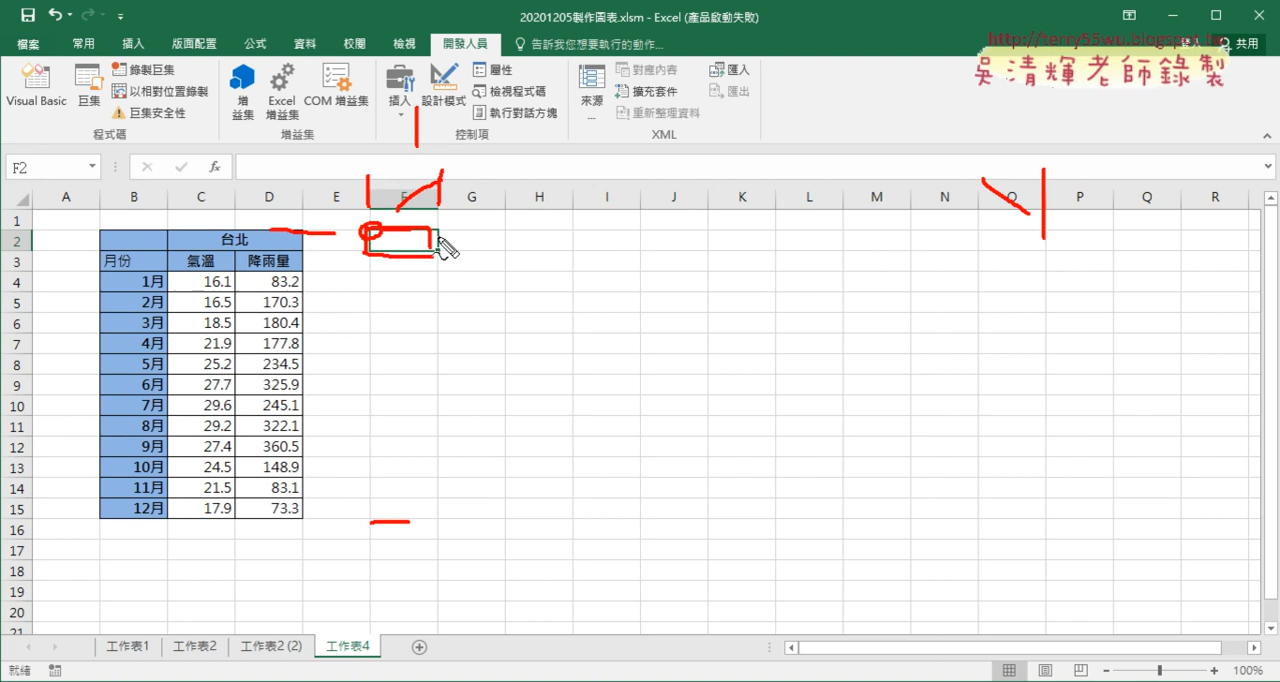 20201205製作圖表.xlsm - Excel (產品啟動失敗)
檔案 常用 插入 版面配置 公式 資料 校閱 檢視 開發人員 告訴我您想要執行的動作... 登入 共用
http://terry55wu.blogspot.tw
吳清輝老師錄製
Visual Basic 巨集 錄製巨集 以相對位置錄製 巨集安全性 程式碼
增益集 Excel 增益集 COM 增益集 增益集
插入 設計模式 屬性 檢視程式碼 執行對話方塊 控制項
來源... 對應內容 擴充套件 重新整理資料 匯入 匯出 XML
F2 fx
A B C D E F G H I J K L M N O P Q R
1
2 台北
3 月份 氣溫 降雨量
4 1月 16.1 83.2
5 2月 16.5 170.3
6 3月 18.5 180.4
7 4月 21.9 177.8
8 5月 25.2 234.5
9 6月 27.7 325.9
10 7月 29.6 245.1
11 8月 29.2 322.1
12 9月 27.4 360.5
13 10月 24.5 148.9
14 11月 21.5 83.1
15 12月 17.9 73.3
16
17
18
19
20
21
工作表1 工作表2 工作表2 (2) 工作表4
就緒 100%